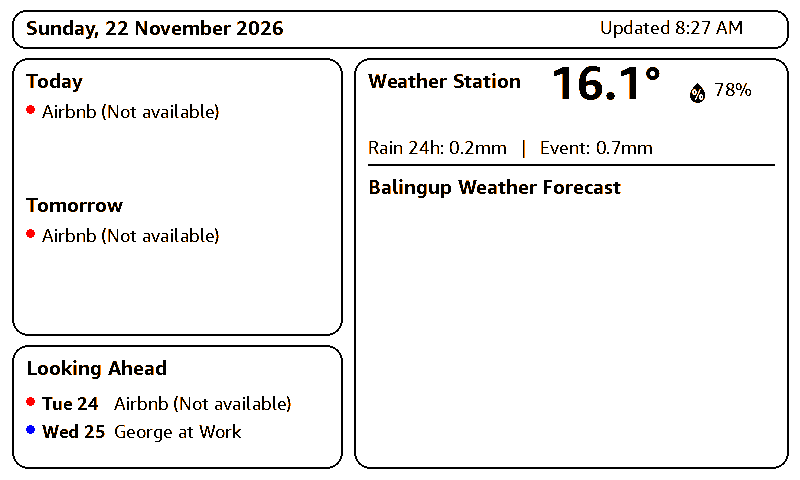 Sunday, 22 November 2026
Updated 8:27 AM
Today
Airbnb (Not available)
Tomorrow
Airbnb (Not available)
Looking Ahead
Tue 24 Airbnb (Not available)
Wed 25 George at Work
Weather Station 16.1° % 78%
Rain 24h: 0.2mm | Event: 0.7mm
Balingup Weather Forecast